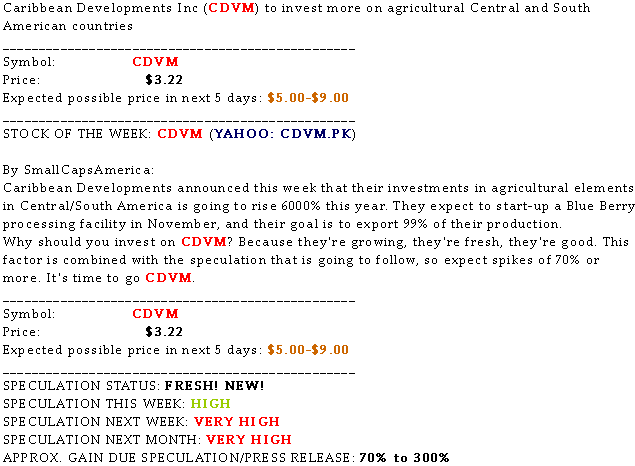 Caribbean Developments Inc (CDVM) to invest more on agricultural Central and South
American countries
________________________________________________
Symbol: CDVM
Price: $3.22
Expected possible price in next 5 days: $5.00-$9.00
________________________________________________
STOCK OF THE WEEK: CDVM (YAHOO: CDVM.PK)
By SmallCapsAmerica:
Caribbean Developments announced this week that their investments in agricultural elements
in Central/South America is going to rise 6000% this year. They expect to start-up a Blue Berry
processing facility in November, and their goal is to export 99% of their production.
Why should you invest on CDVM? Because they're growing, they're fresh, they're good. This
factor is combined with the speculation that is going to follow, so expect spikes of 70% or
more. It's time to go CDVM.
________________________________________________
Symbol: CDVM
Price: $3.22
Expected possible price in next 5 days: $5.00-$9.00
________________________________________________
SPECULATION STATUS: FRESH! NEW!
SPECULATION THIS WEEK: HIGH
SPECULATION NEXT WEEK: VERY HIGH
SPECULATION NEXT MONTH: VERY HIGH
APPROX. GAIN DUE SPECULATION/PRESS RELEASE: 70% to 300%